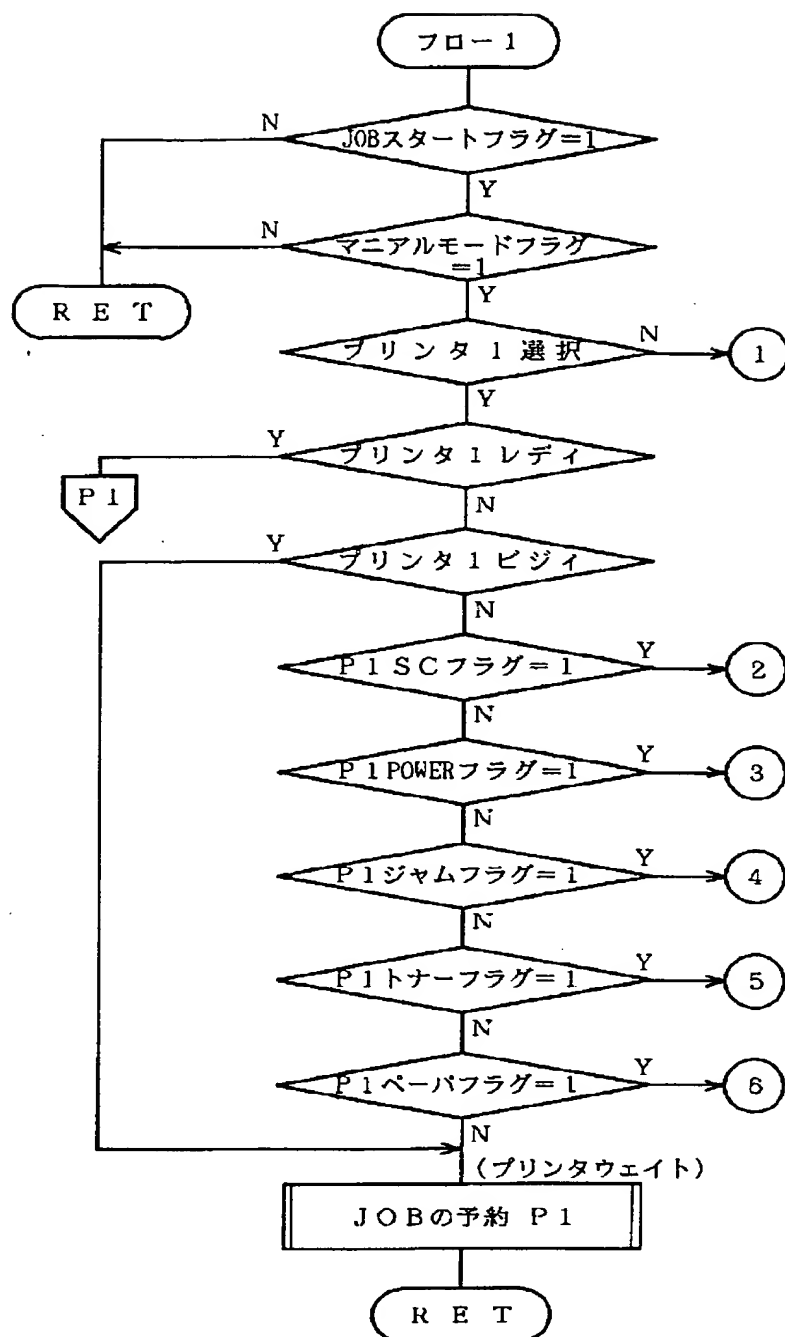 フロー1
N
JOBスタートフラグ=1
Y
N
マニアルモードフラグ
=1
Y
RET
プリンタ1選択
N
1
Y
Y
プリンタ1レディ
P1
N
Y
プリンタ1ビジィ
N
P1SCフラグ=1
Y
2
N
P1POWERフラグ=1
Y
3
N
P1ジャムフラグ=1
Y
4
N
P1トナーフラグ=1
Y
5
N
P1ペーパフラグ=1
Y
6
N
(プリンタウェイト)
JOBの予約 P1
RET